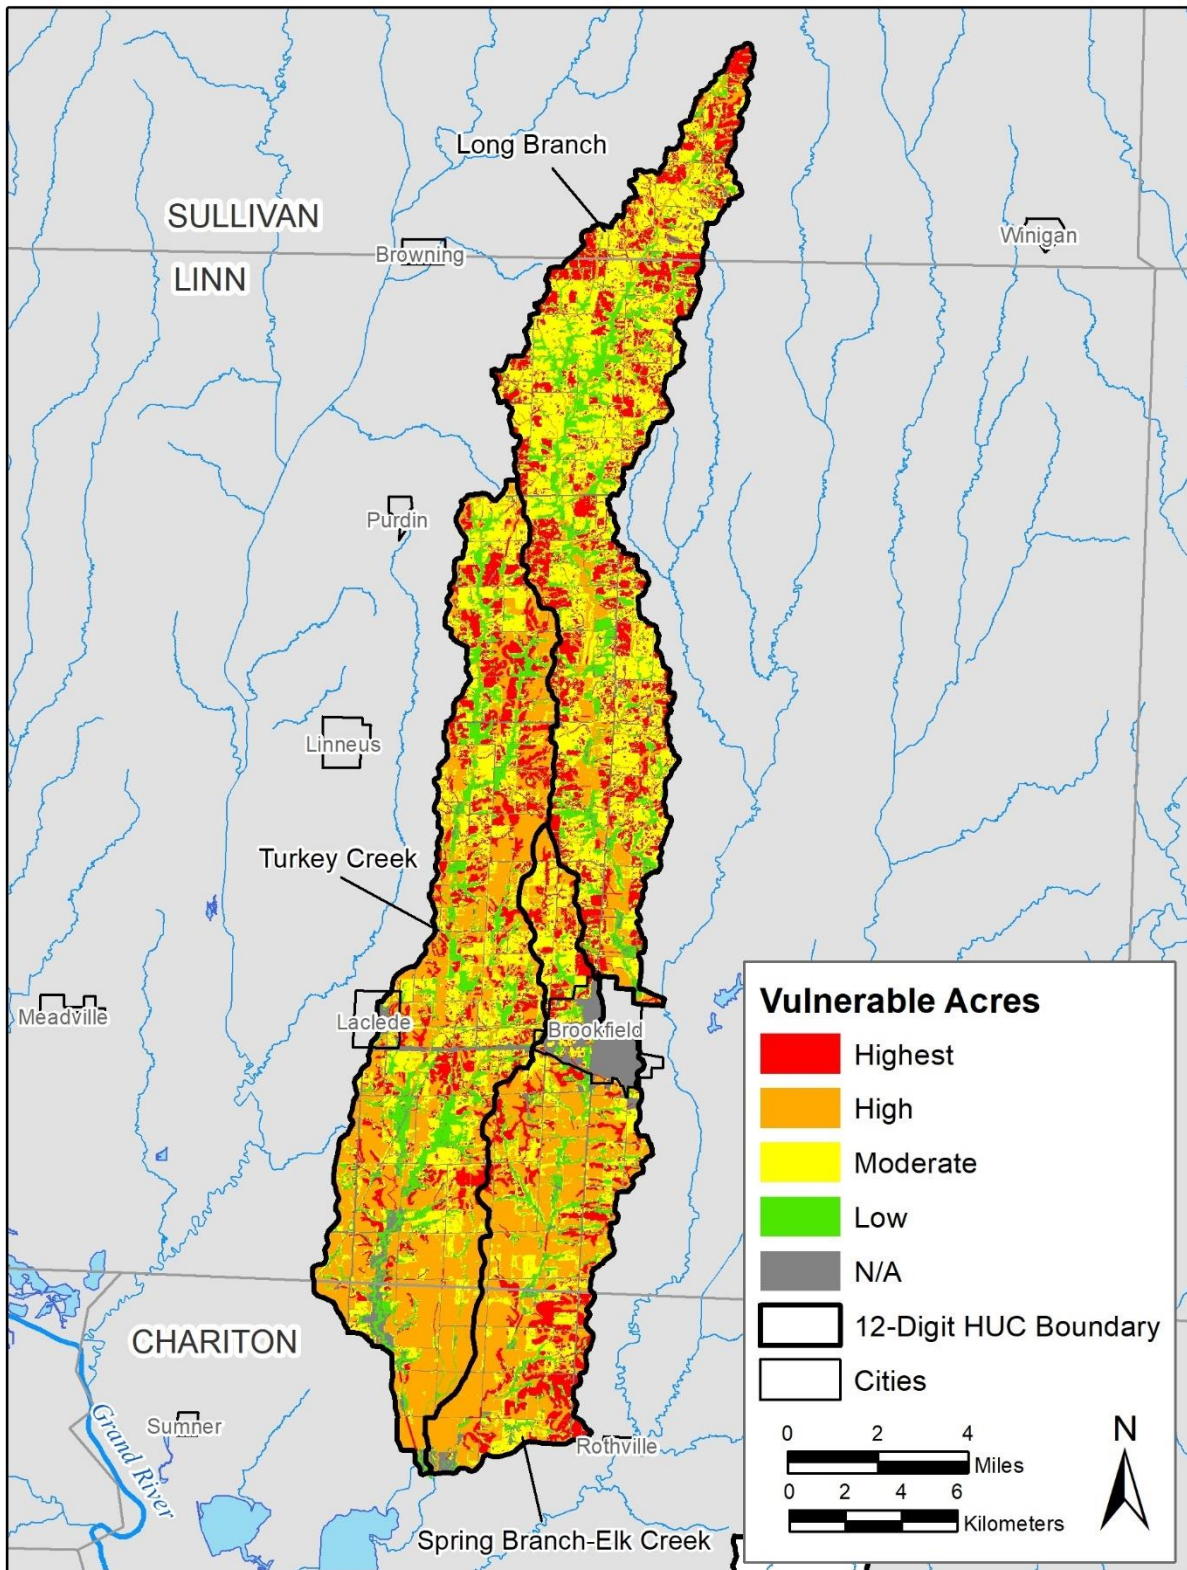 Long Branch
SULLIVAN
Browning
Winigan
LINN
Purdin
Linneus
Turkey Creek
Meadville
Laclede
Brookfield
CHARITON
Sumner
Grand River
Rothville
Spring Branch-Elk Creek
Vulnerable Acres
Highest
High
Moderate
Low
N/A
12-Digit HUC Boundary
Cities
0 2 4
Miles
0 2 4 6
Kilometers
N